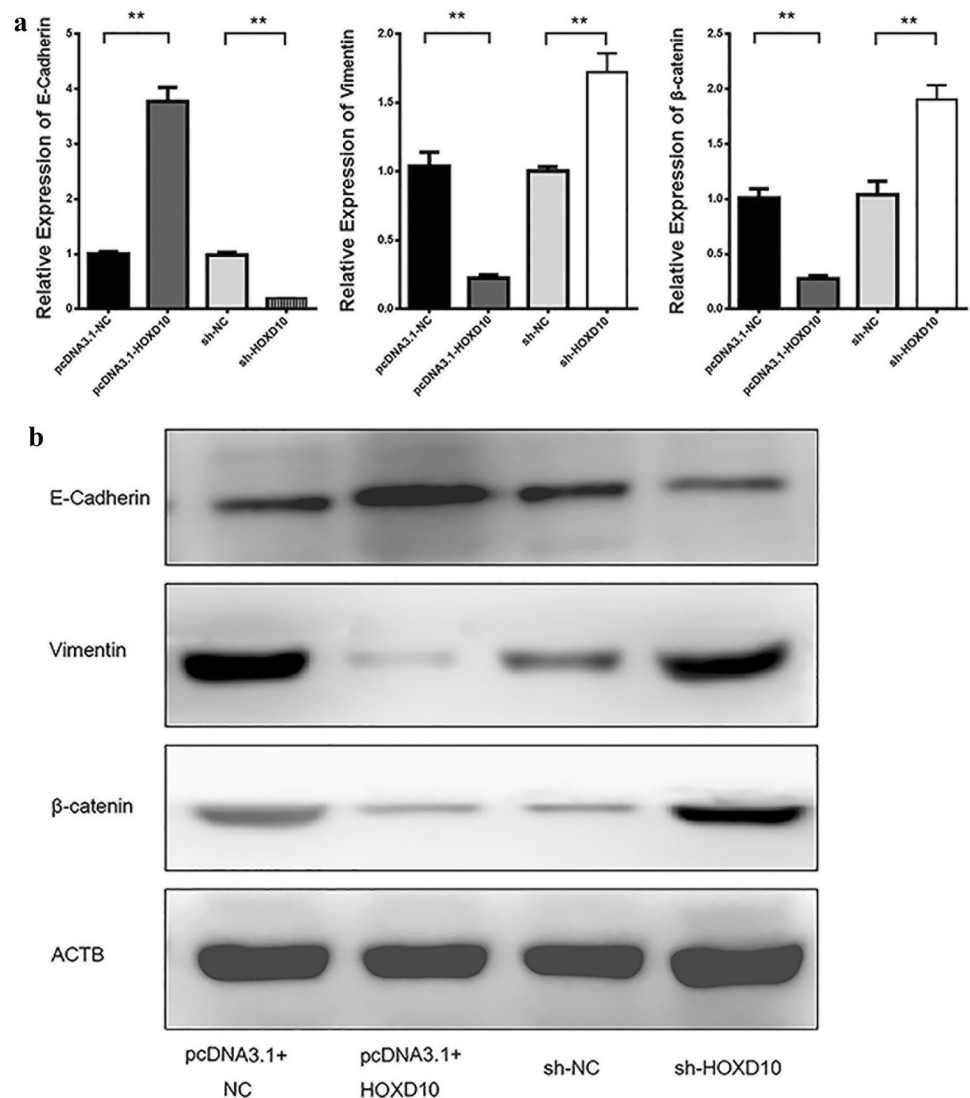 a
Relative Expression of E-Cadherin
5
4
3
2
1
0
**
**
pcDNA3.1-NC
pcDNA3.1-HOXD10
sh-NC
sh-HOXD10
Relative Expression of Vimentin
2.0
1.5
1.0
0.5
0.0
**
**
pcDNA3.1-NC
pcDNA3.1-HOXD10
sh-NC
sh-HOXD10
Relative Expression of β-catenin
2.5
2.0
1.5
1.0
0.5
0.0
**
**
pcDNA3.1-NC
pcDNA3.1-HOXD10
sh-NC
sh-HOXD10
b
E-Cadherin
Vimentin
β-catenin
ACTB
pcDNA3.1+
NC
pcDNA3.1+
HOXD10
sh-NC
sh-HOXD10